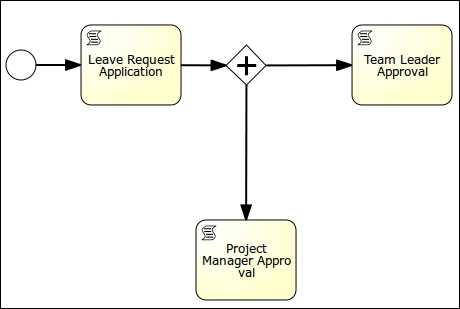 Leave Request
Application
Team Leader
Approval
Project
Manager Appro
val